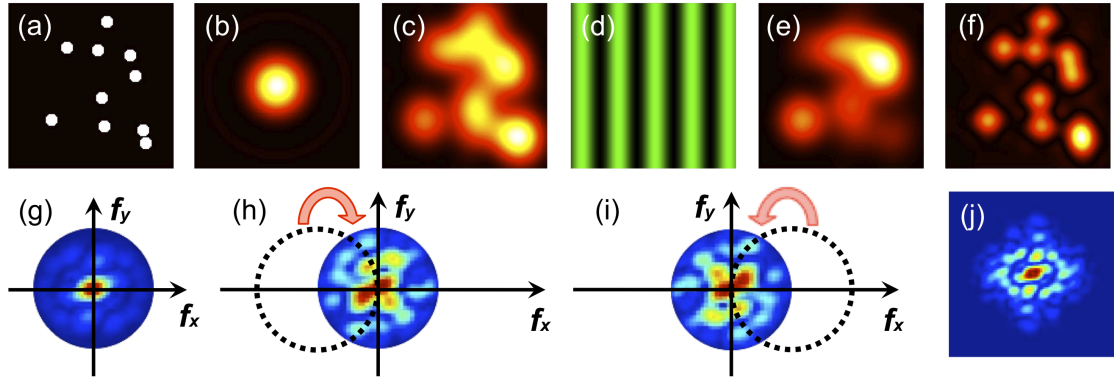 (a) (b) (c) (d) (e) (f)
(g) fy (h) fy (i) fy (j)
fx fx fx